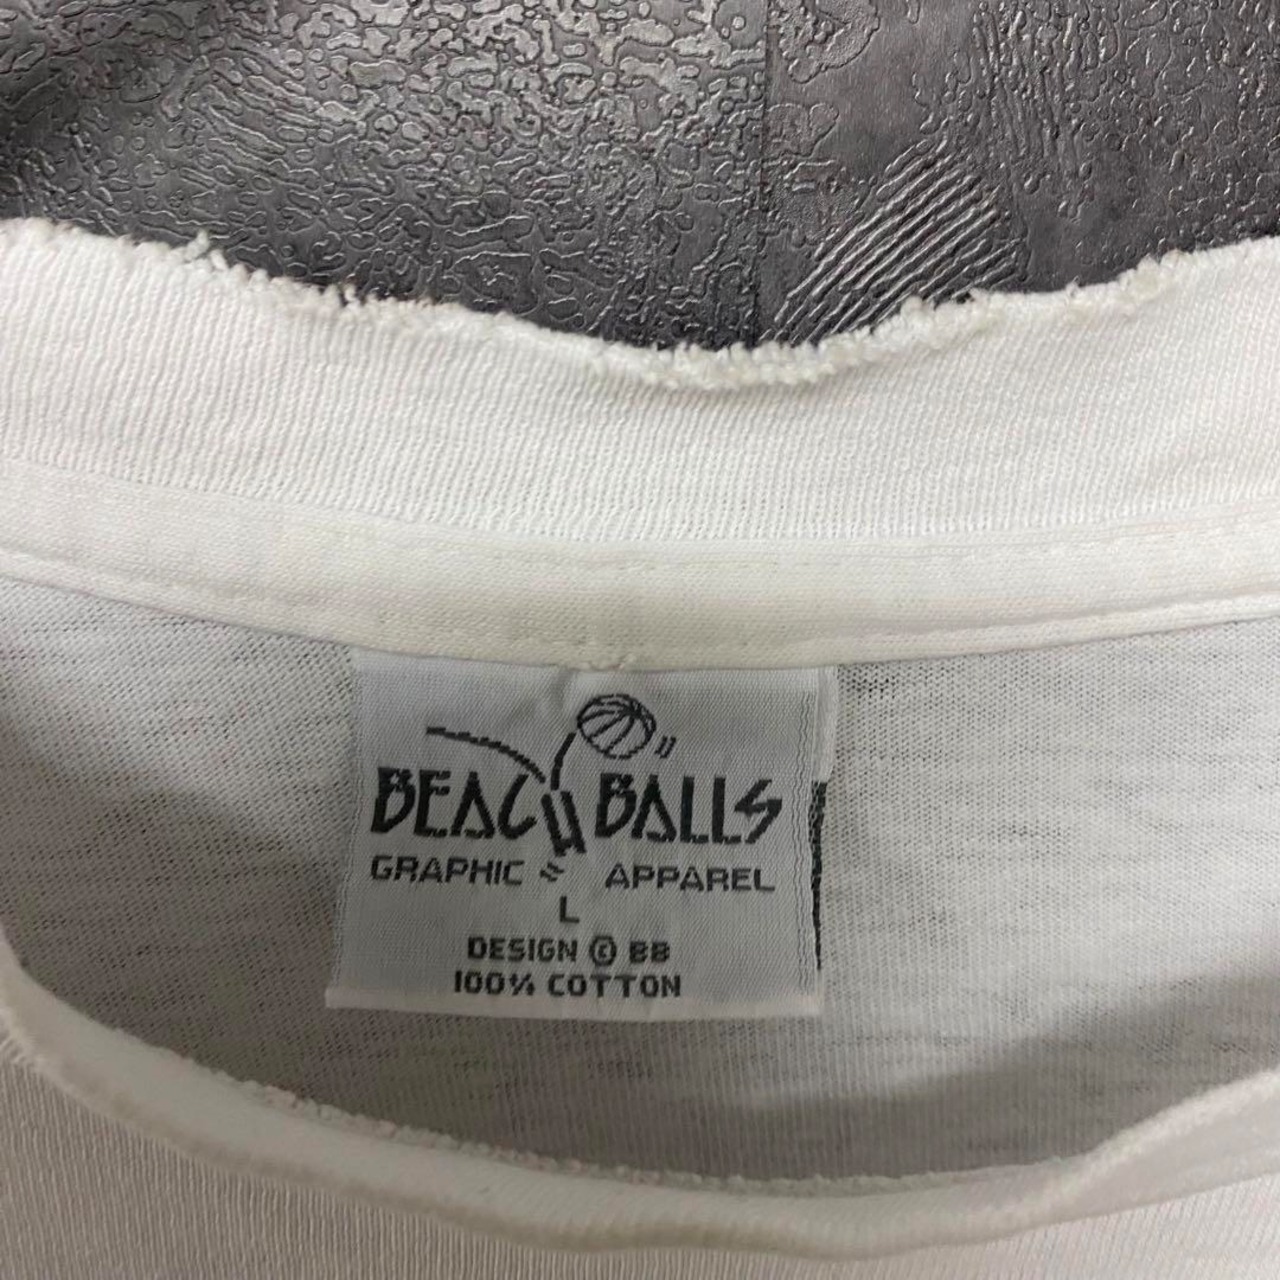 BEACH BALLS
GRAPHIC APPAREL
L
DESIGN © BB
100% COTTON